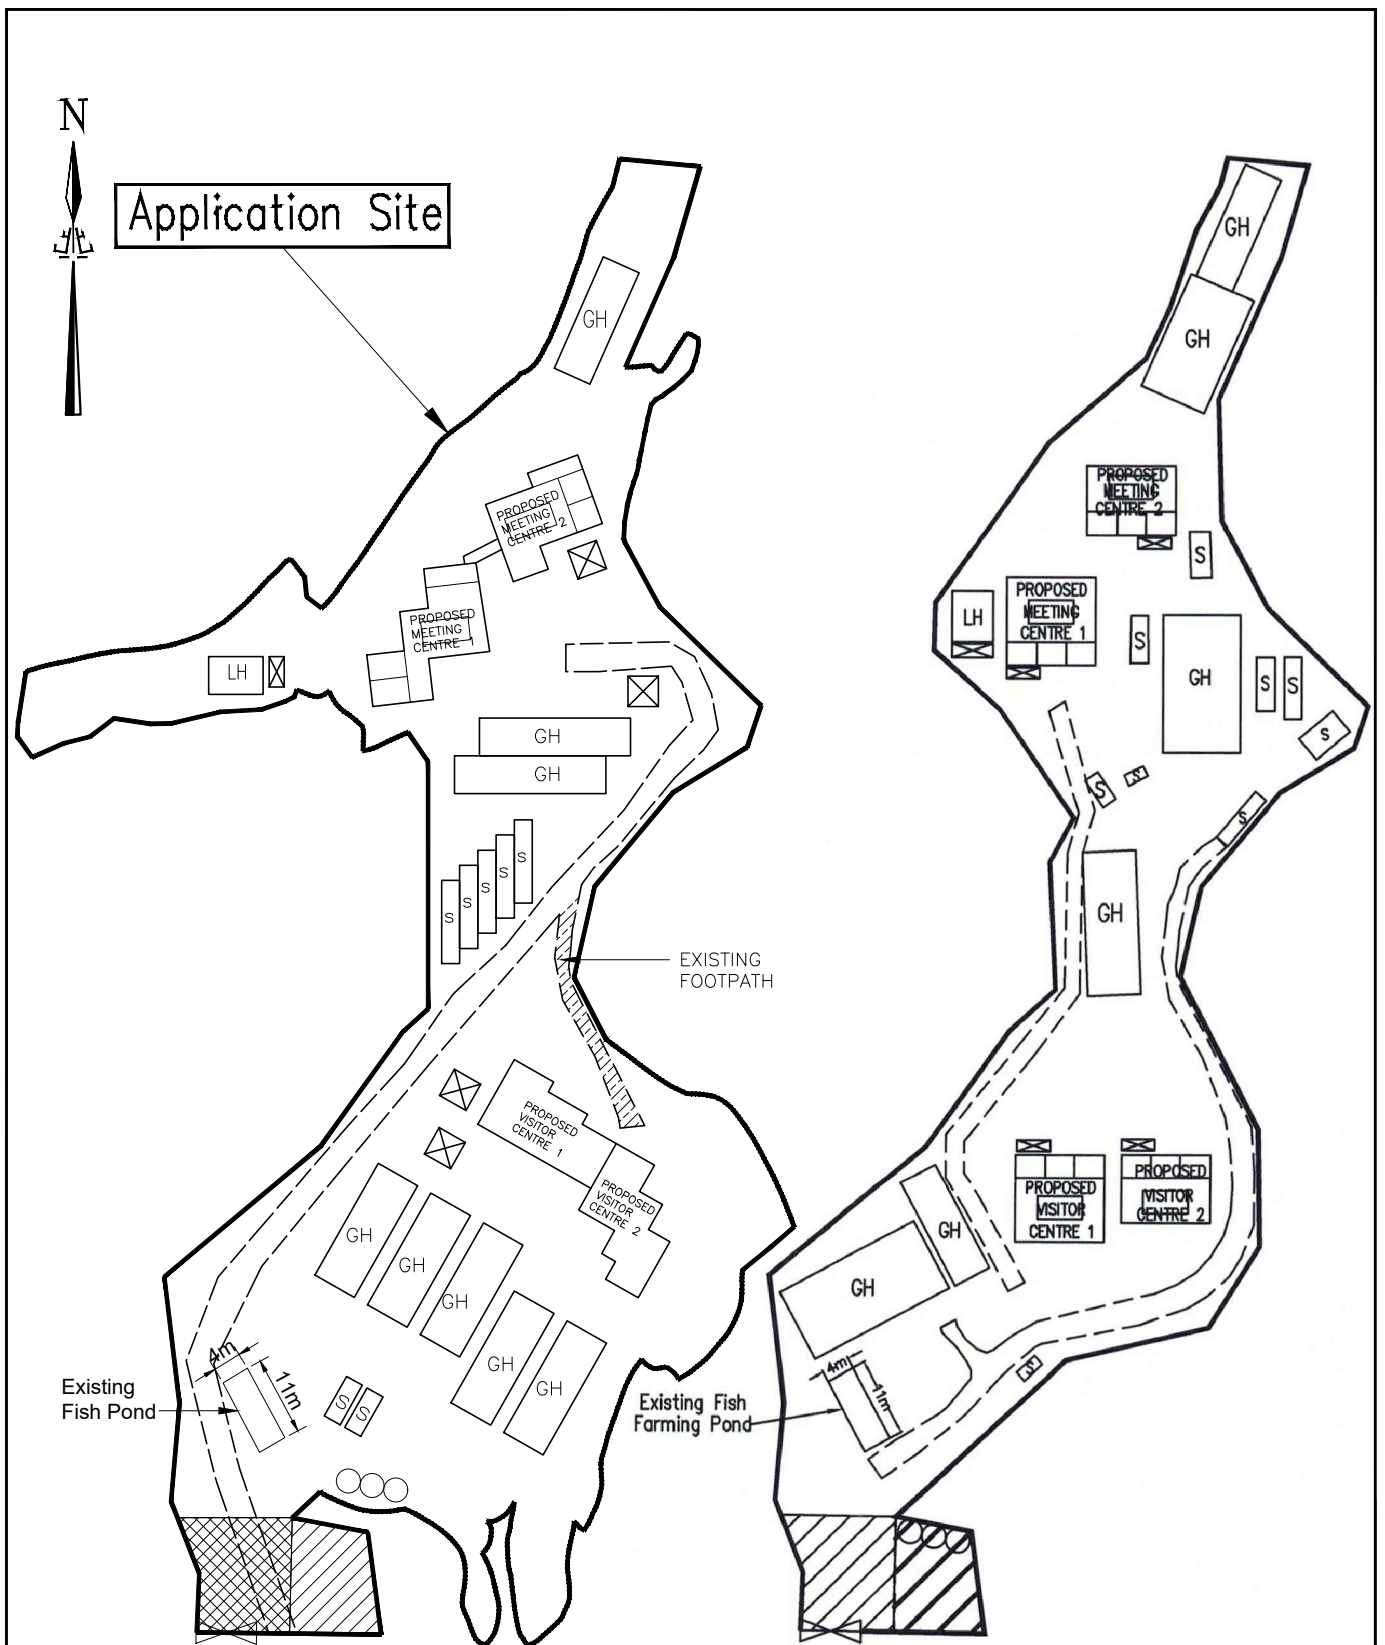 N
Application Site
GH
PROPOSED
MEETING
CENTRE 2
PROPOSED
MEETING
CENTRE 1
LH
GH
GH
S
S
S
S
S
EXISTING
FOOTPATH
PROPOSED
VISITOR
CENTRE 1
PROPOSED
VISITOR
CENTRE 2
GH
GH
GH
GH
GH
4m
11m
Existing
Fish Pond
S
S
GH
GH
PROPOSED
MEETING
CENTRE 2
S
LH
PROPOSED
MEETING
CENTRE 1
S
GH
S
S
S
S
S
S
GH
PROPOSED
VISITOR
CENTRE 1
PROPOSED
VISITOR
CENTRE 2
GH
GH
4m
11m
S
Existing Fish
Farming Pond